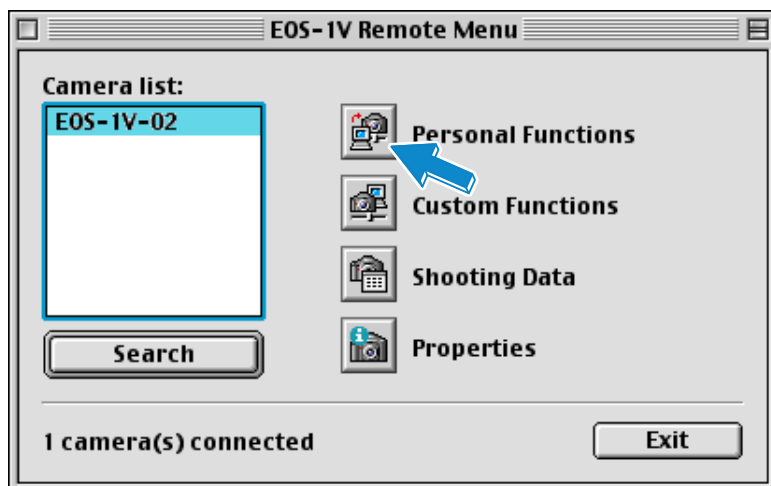 EOS-1V Remote Menu
Camera list:
EOS-1V-02
Personal Functions
Custom Functions
Shooting Data
Properties
Search
1 camera(s) connected
Exit